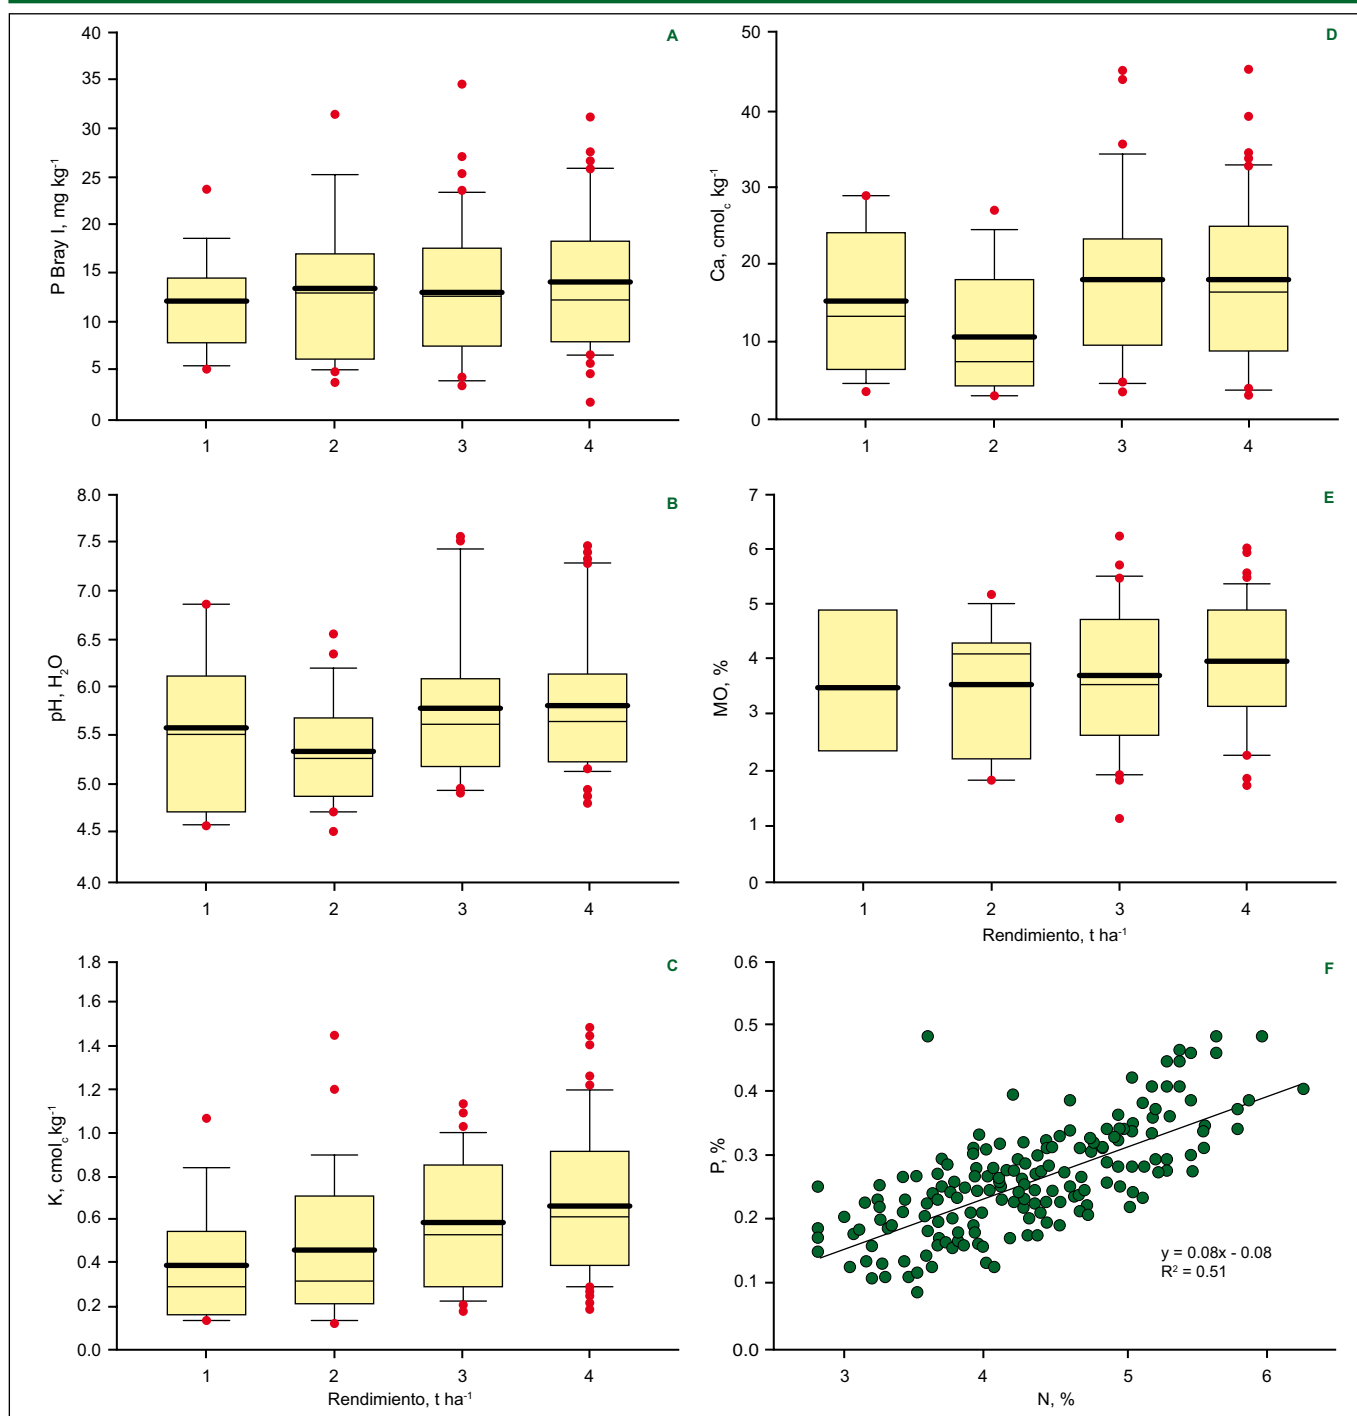 A
P Bray I, mg kg⁻¹
40
35
30
25
20
15
10
5
0
1 2 3 4
D
Ca, cmol_c kg⁻¹
50
40
30
20
10
0
1 2 3 4
B
pH, H₂O
8.0
7.5
7.0
6.5
6.0
5.5
5.0
4.5
4.0
1 2 3 4
E
MO, %
7
6
5
4
3
2
1
0
1 2 3 4
Rendimiento, t ha⁻¹
C
K, cmol_c kg⁻¹
1.8
1.6
1.4
1.2
1.0
0.8
0.6
0.4
0.2
0.0
1 2 3 4
Rendimiento, t ha⁻¹
F
P, %
0.6
0.5
0.4
0.3
0.2
0.1
0.0
y = 0.08x - 0.08
R² = 0.51
3 4 5 6
N, %